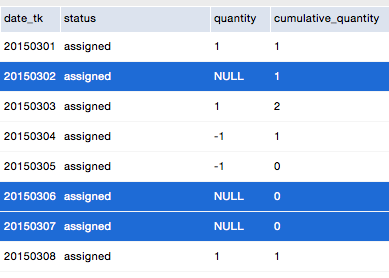 date_tk status quantity cumulative_quantity
20150301 assigned 1 1
20150302 assigned NULL 1
20150303 assigned 1 2
20150304 assigned -1 1
20150305 assigned -1 0
20150306 assigned NULL 0
20150307 assigned NULL 0
20150308 assigned 1 1